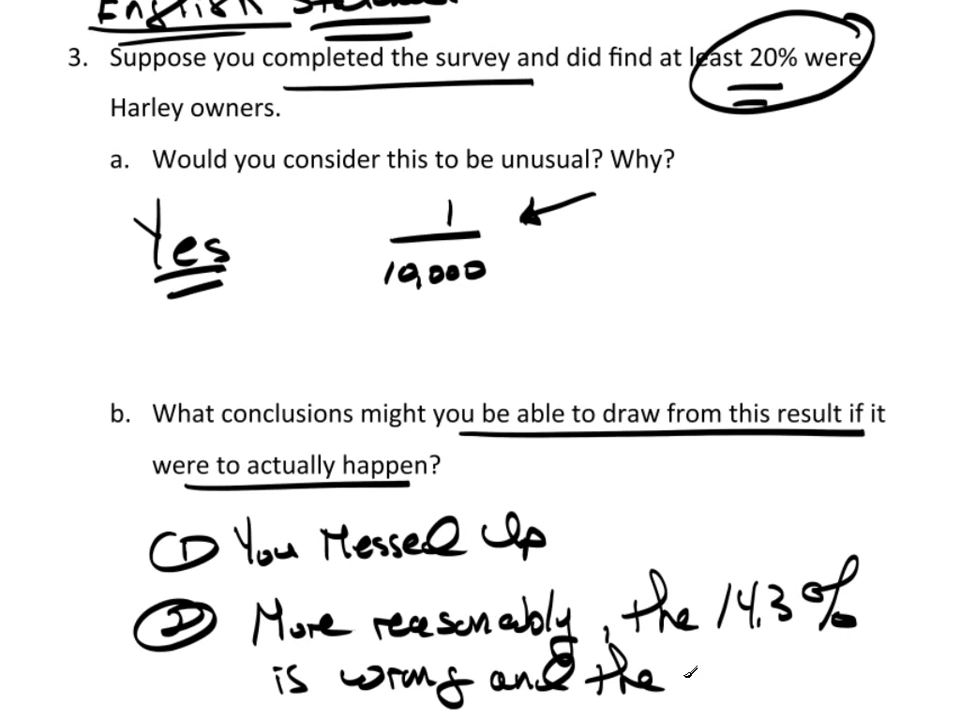 English
3. Suppose you completed the survey and did find at least 20% were
Harley owners.
a. Would you consider this to be unusual? Why?
Yes 1
10,000
b. What conclusions might you be able to draw from this result if it
were to actually happen?
① You Messed Up
② More reasonably, the 14.3%
is wrong and the